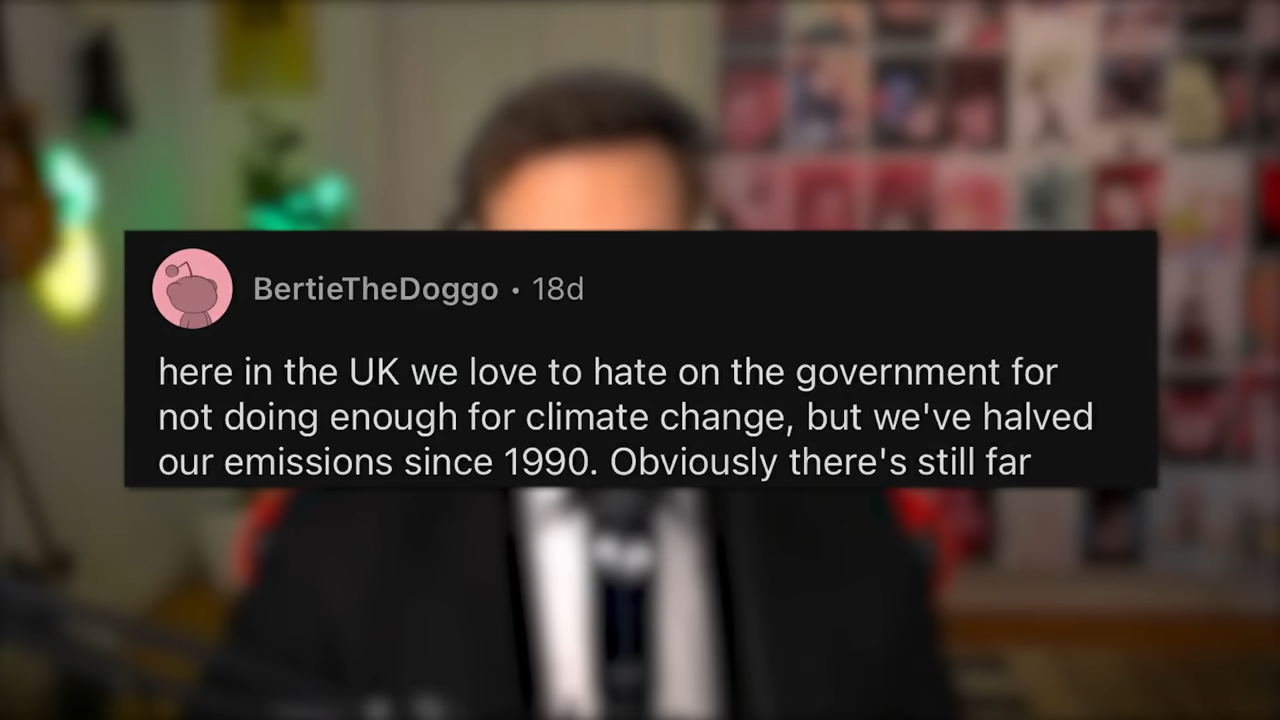 BertieTheDoggo • 18d
here in the UK we love to hate on the government for
not doing enough for climate change, but we've halved
our emissions since 1990. Obviously there's still far